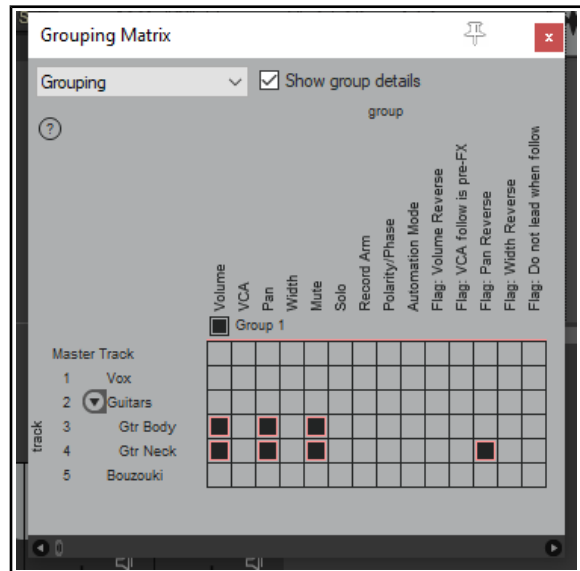 Grouping Matrix
x
Grouping
Show group details
?
group
Volume
VCA
Pan
Width
Mute
Solo
Record Arm
Polarity/Phase
Automation Mode
Flag: Volume Reverse
Flag: VCA follow is pre-FX
Flag: Pan Reverse
Flag: Width Reverse
Flag: Do not lead when follow
Group 1
track
Master Track
1 Vox
2 Guitars
3 Gtr Body
4 Gtr Neck
5 Bouzouki